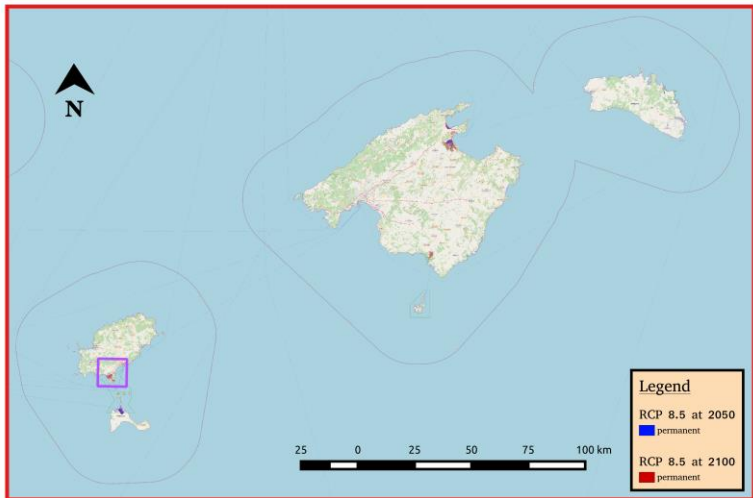 N
Legend
RCP 8.5 at 2050
permanent
RCP 8.5 at 2100
permanent
25 0 25 50 75 100 km